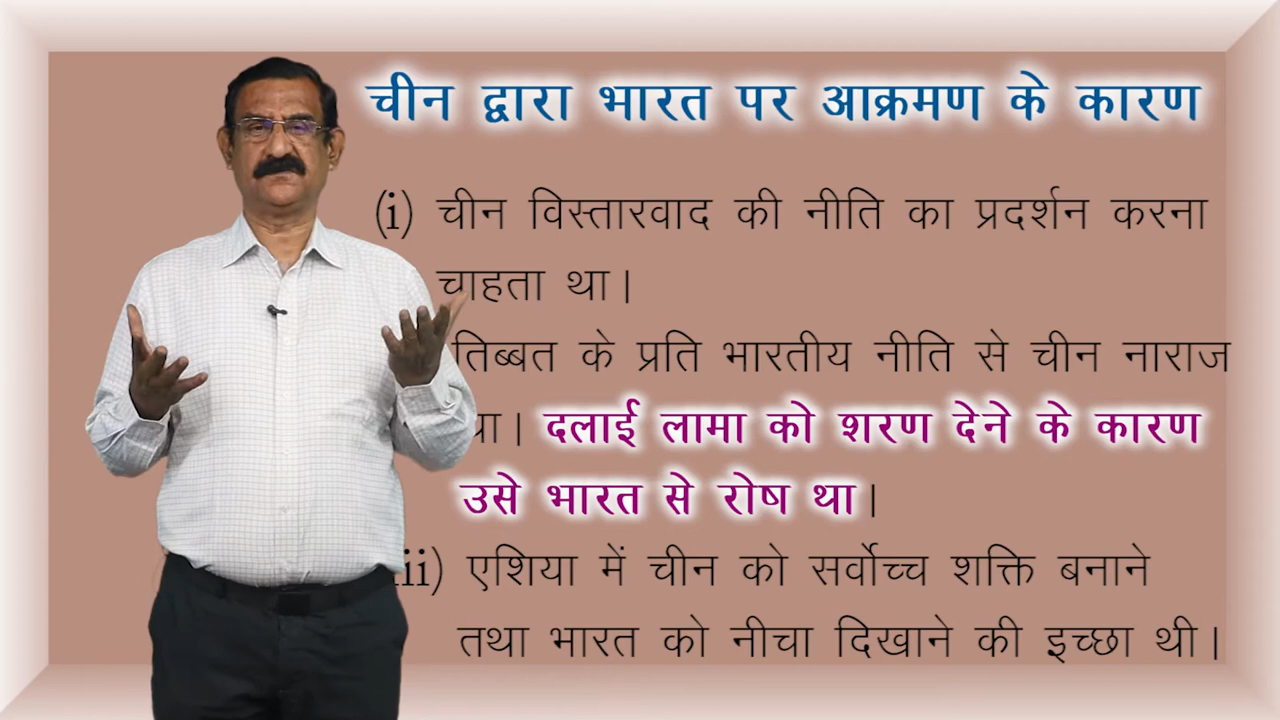 चीन द्वारा भारत पर आक्रमण के कारण
(i) चीन विस्तारवाद की नीति का प्रदर्शन करना
चाहता था।
तिब्बत के प्रति भारतीय नीति से चीन नाराज
। दलाई लामा को शरण देने के कारण
उसे भारत से रोष था।
ii) एशिया में चीन को सर्वोच्च शक्ति बनाने
तथा भारत को नीचा दिखाने की इच्छा थी।